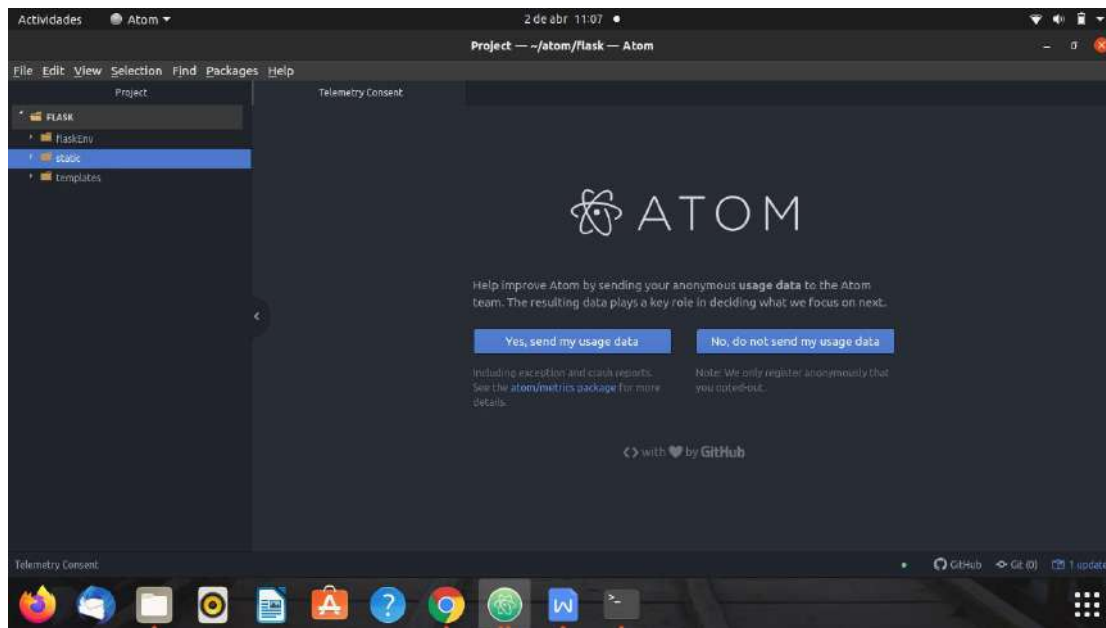 Actividades
Atom
2 de abr 11:07
Project — ~/atom/flask — Atom
File Edit View Selection Find Packages Help
Project
Telemetry Consent
FLASK
flaskEnv
static
templates
ATOM
Help improve Atom by sending your anonymous usage data to the Atom
team. The resulting data plays a key role in deciding what we focus on next.
Yes, send my usage data
No, do not send my usage data
Including exception and crash reports.
See the atom/metrics package for more
details.
Note: We only register anonymously that
you opted-out.
with by GitHub
Telemetry Consent
GitHub
Git (0)
1 update